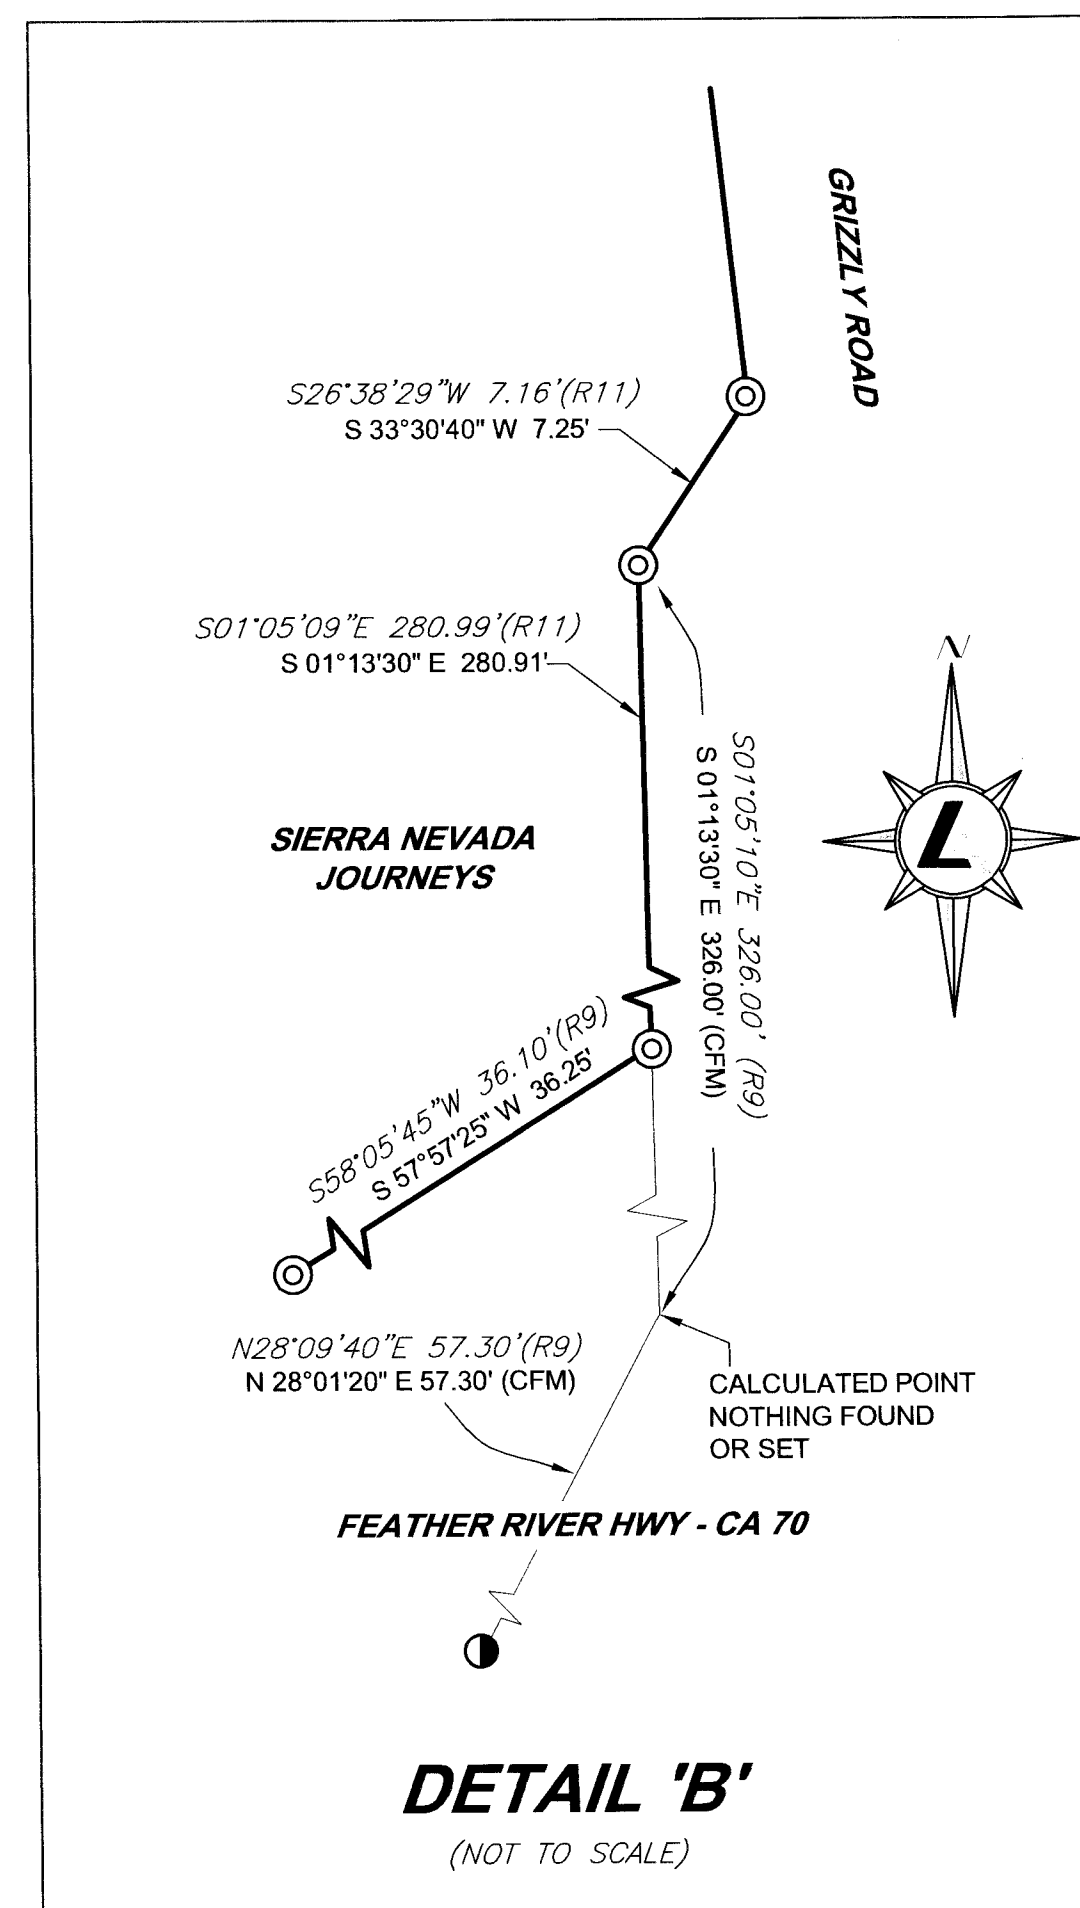 GRIZZLY ROAD
S26°38'29"W 7.16'(R11)
S 33°30'40" W 7.25'
S01°05'09"E 280.99'(R11)
S 01°13'30" E 280.91'
N
L
S01°05'10"E 326.00' (R9)
S 01°13'30" E 326.00' (CFM)
SIERRA NEVADA
JOURNEYS
S58°05'45"W 36.10'(R9)
S 57°57'25" W 36.25'
N28°09'40"E 57.30'(R9)
N 28°01'20" E 57.30' (CFM)
CALCULATED POINT
NOTHING FOUND
OR SET
FEATHER RIVER HWY - CA 70
DETAIL 'B'
(NOT TO SCALE)